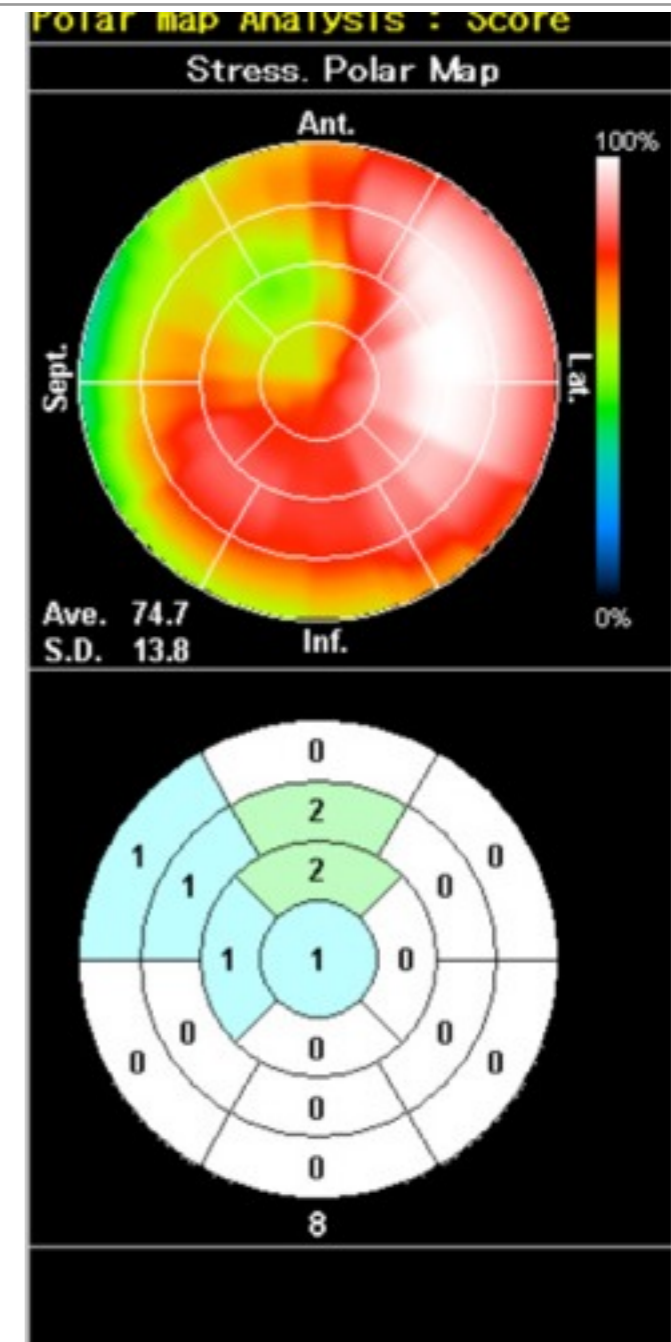 Polar map Analysis : Score
Stress. Polar Map
Ant.
100%
Sept.
Lat.
Ave. 74.7
S.D. 13.8
Inf.
0%
0
2
1
0
2
1
0
1
1
0
0
0
0
0
0
0
0
8